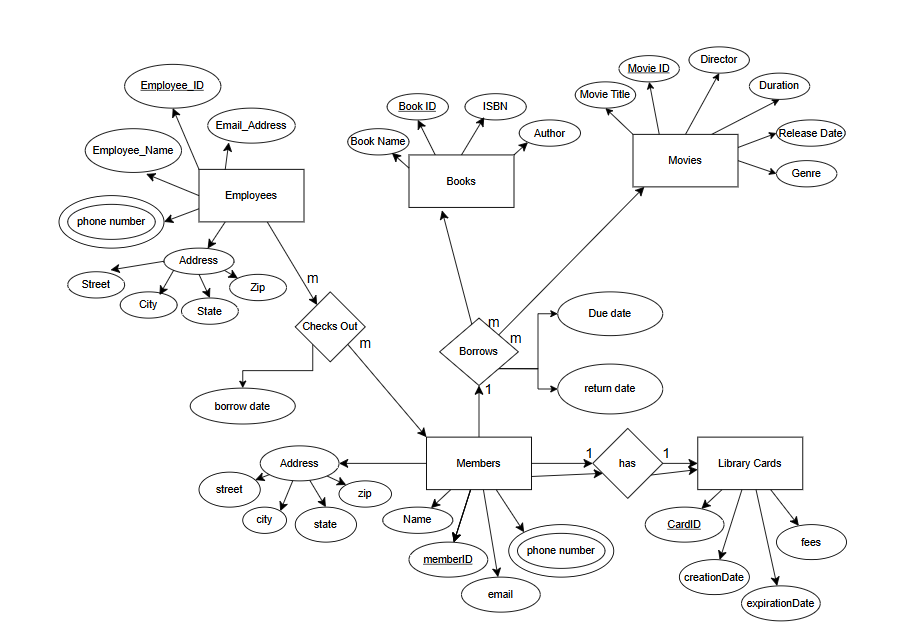 Director
Movie ID
Employee_ID
Duration
Movie Title
Book ID
ISBN
Email_Address
Author
Release Date
Book Name
Employee_Name
Movies
Genre
Books
Employees
phone number
Address
Street
Zip
City
State
m
Checks Out
m
Due date
m
m
Borrows
return date
1
borrow date
Address
Members
1
has
1
Library Cards
street
zip
city
state
Name
memberID
phone number
email
CardID
fees
creationDate
expirationDate